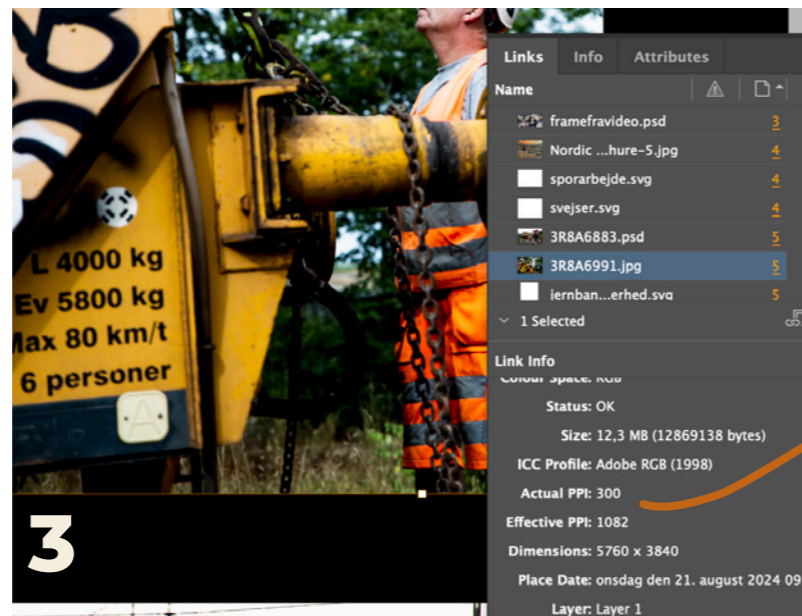 L 4000 kg
Ev 5800 kg
Max 80 km/t
6 personer
A
3
Links Info Attributes
Name
framefravideo.psd 3
Nordic ...hure-5.jpg 4
sporarbejde.svg 4
svejser.svg 4
3R8A6883.psd 5
3R8A6991.jpg 5
jernban...erhed.svg 5
1 Selected
Link Info
Colour Space: RGB
Status: OK
Size: 12,3 MB (12869138 bytes)
ICC Profile: Adobe RGB (1998)
Actual PPI: 300
Effective PPI: 1082
Dimensions: 5760 x 3840
Place Date: onsdag den 21. august 2024 09
Layer: Layer 1